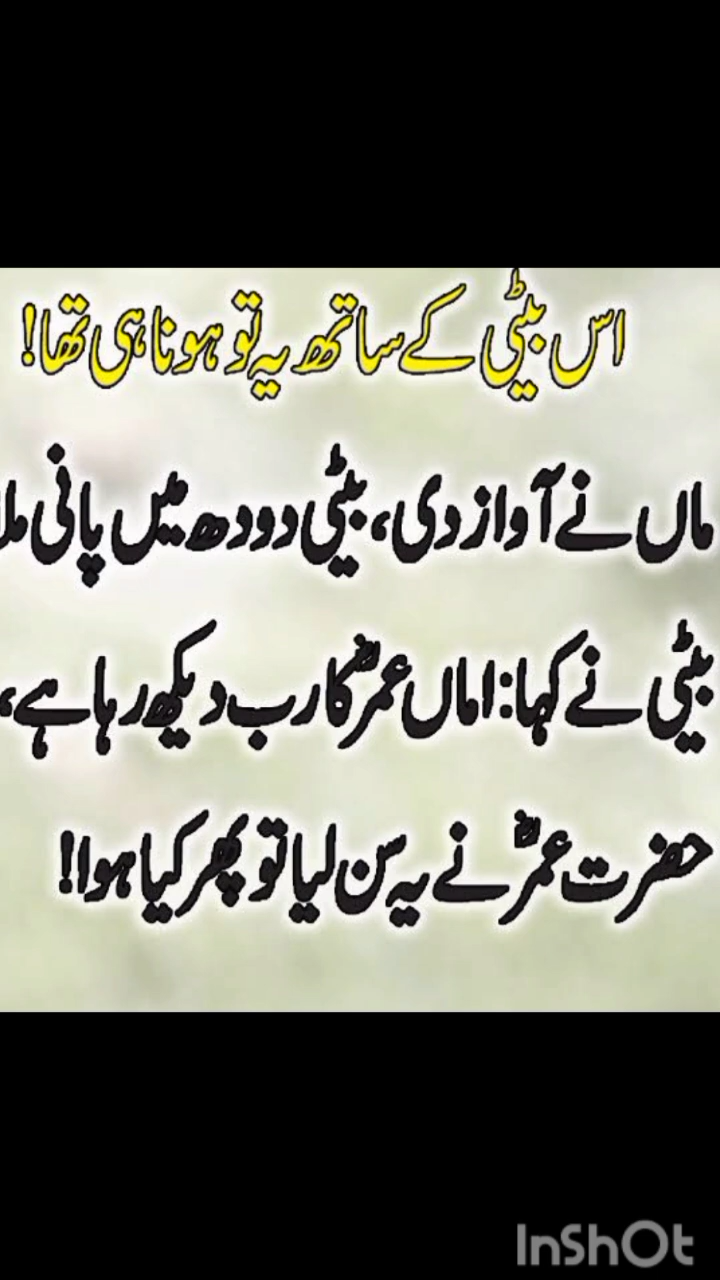 اس بیٹی کے ساتھ یہ تو ہونا ہی تھا!
ماں نے آواز دی، بیٹی دودھ میں پانی
بیٹی نے کہا: اماں عمرؓ کا رب دیکھ رہا ہے،
حضرت عمرؓ نے یہ سن لیا تو پھر کیا ہوا!
InShOt